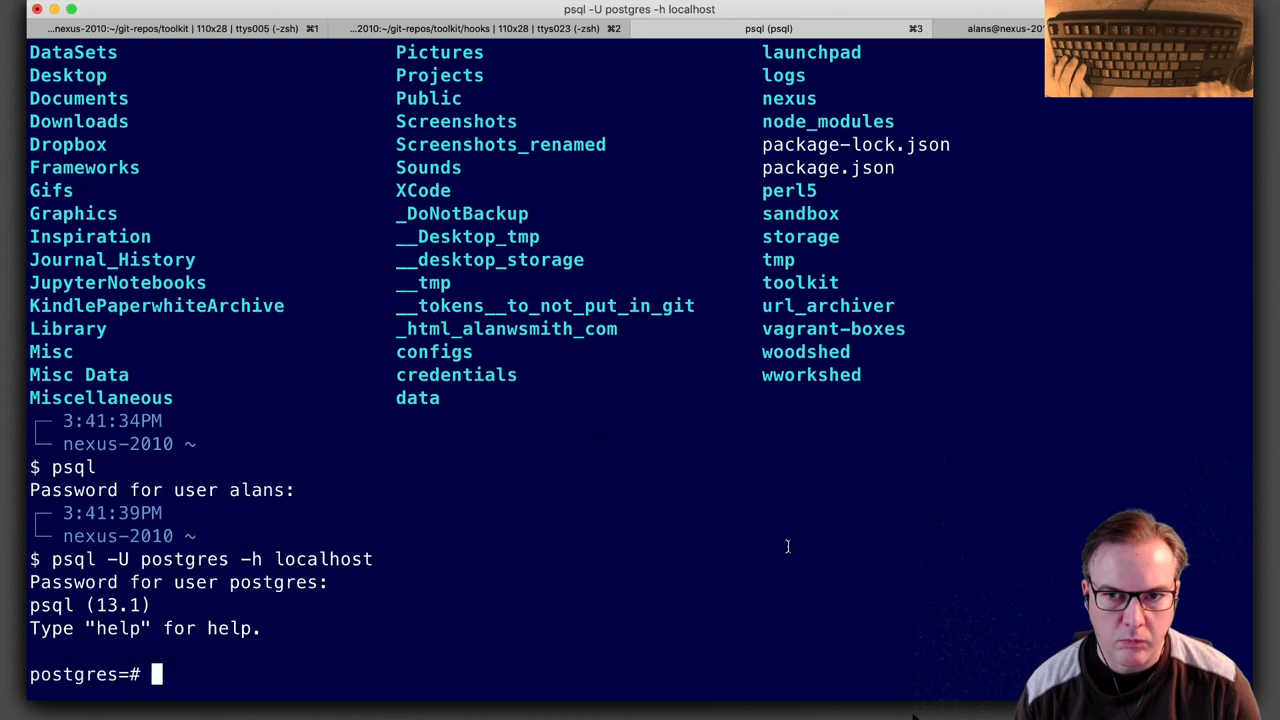 psql -U postgres -h localhost
...nexus-2010:~/git-repos/toolkit | 110x28 | ttys005 (-zsh) ⌘1 ...2010:~/git-repos/toolkit/hooks | 110x28 | ttys023 (-zsh) ⌘2 psql (psql) ⌘3 alans@nexus-201
DataSets Pictures launchpad
Desktop Projects logs
Documents Public nexus
Downloads Screenshots node_modules
Dropbox Screenshots_renamed package-lock.json
Frameworks Sounds package.json
Gifs XCode perl5
Graphics _DoNotBackup sandbox
Inspiration __Desktop_tmp storage
Journal_History __desktop_storage tmp
JupyterNotebooks __tmp toolkit
KindlePaperwhiteArchive __tokens__to_not_put_in_git url_archiver
Library _html_alanwsmith_com vagrant-boxes
Misc configs woodshed
Misc Data credentials wworkshed
Miscellaneous data
3:41:34PM
nexus-2010 ~
$ psql
Password for user alans:
3:41:39PM
nexus-2010 ~
$ psql -U postgres -h localhost
Password for user postgres:
psql (13.1)
Type "help" for help.
postgres=#